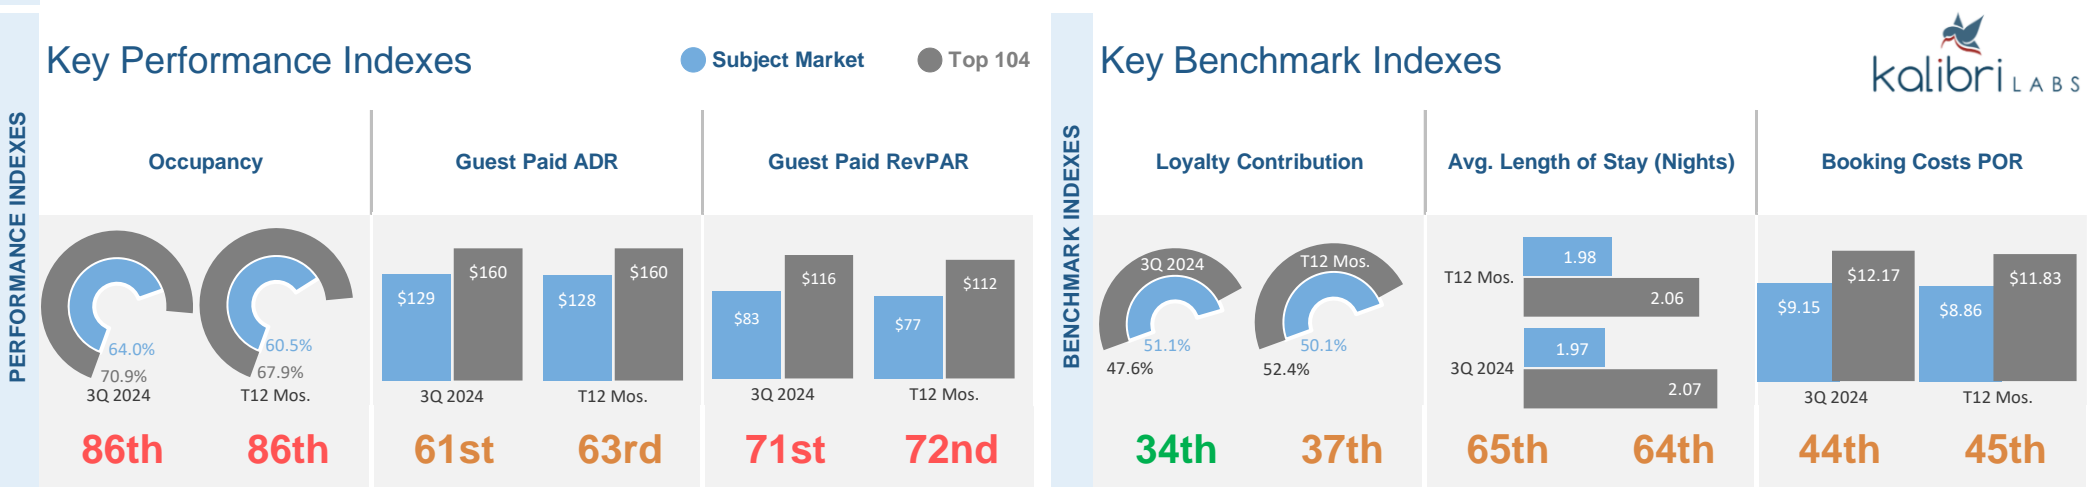 PERFORMANCE INDEXES
Key Performance Indexes
Subject Market
Top 104
Occupancy
Guest Paid ADR
Guest Paid RevPAR
64.0%
70.9%
3Q 2024
60.5%
67.9%
T12 Mos.
$129
$160
3Q 2024
$128
$160
T12 Mos.
$83
$116
3Q 2024
$77
$112
T12 Mos.
86th
86th
61st
63rd
71st
72nd
BENCHMARK INDEXES
Key Benchmark Indexes
kalibri LABS
Loyalty Contribution
Avg. Length of Stay (Nights)
Booking Costs POR
3Q 2024
51.1%
47.6%
T12 Mos.
50.1%
52.4%
T12 Mos.
1.98
2.06
3Q 2024
1.97
2.07
$9.15
$12.17
3Q 2024
$8.86
$11.83
T12 Mos.
34th
37th
65th
64th
44th
45th